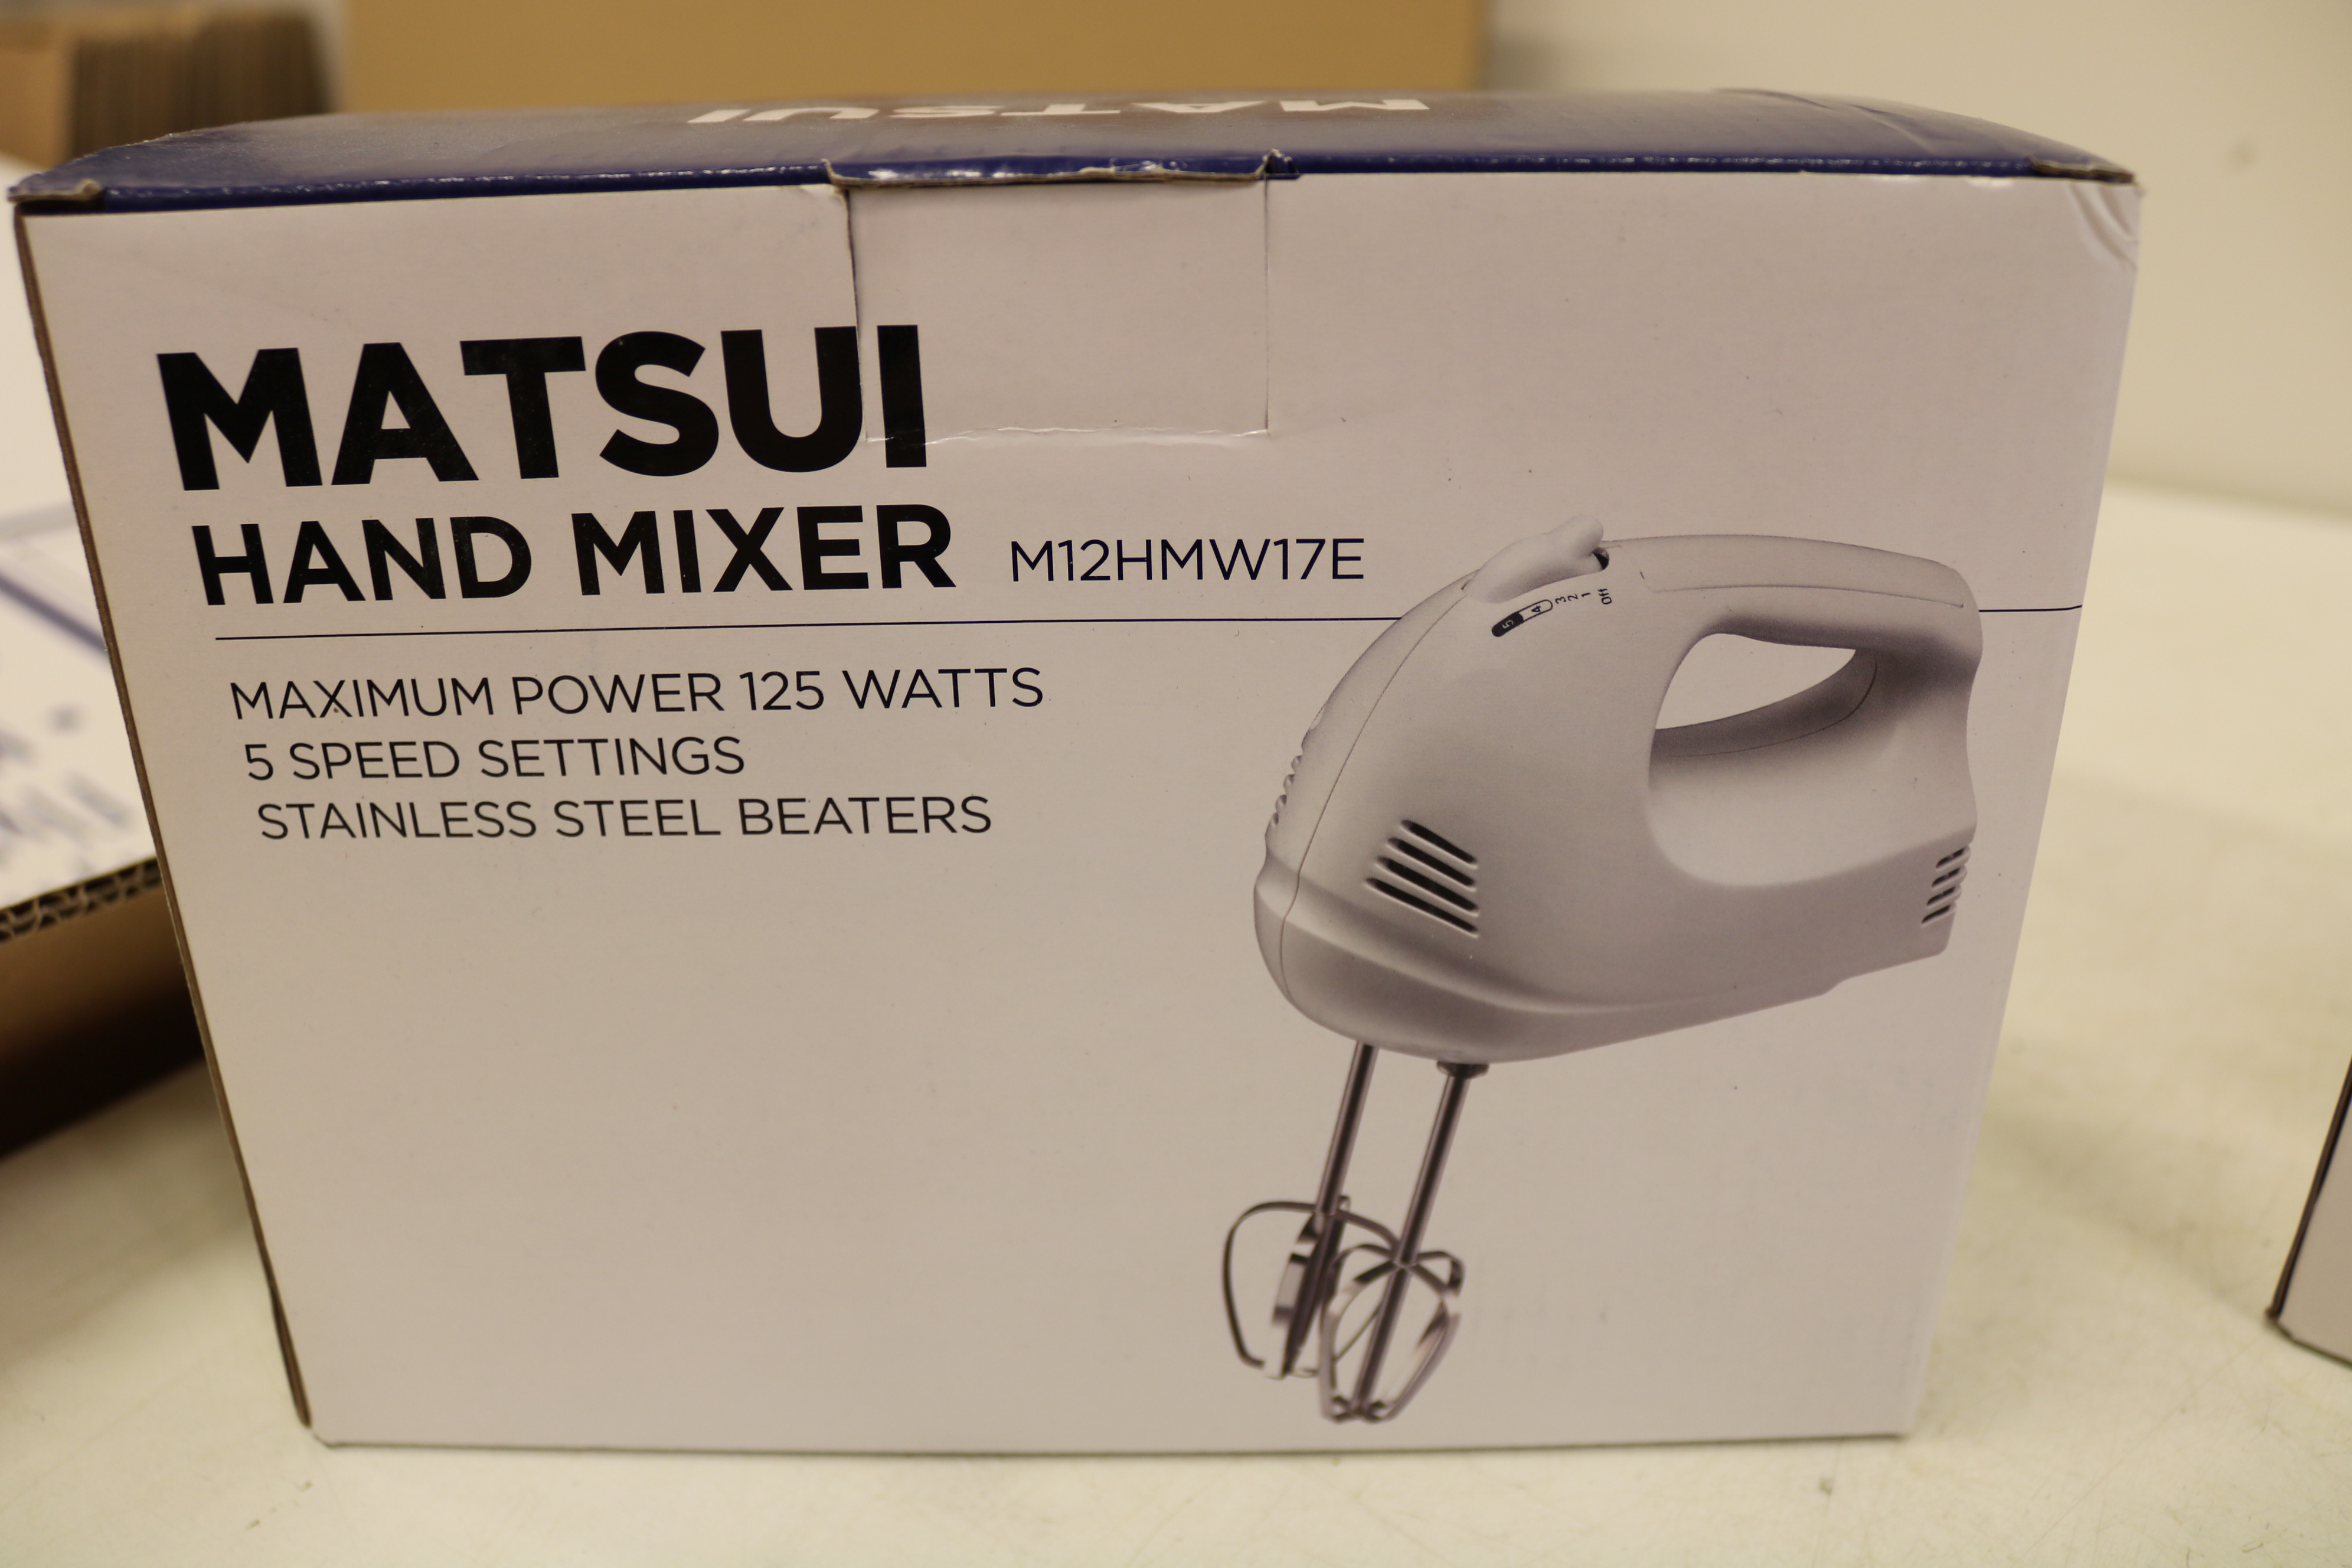 MATSUI
MATSUI
HAND MIXER M12HMW17E
MAXIMUM POWER 125 WATTS
5 SPEED SETTINGS
STAINLESS STEEL BEATERS
5 4 3 2 1 Off